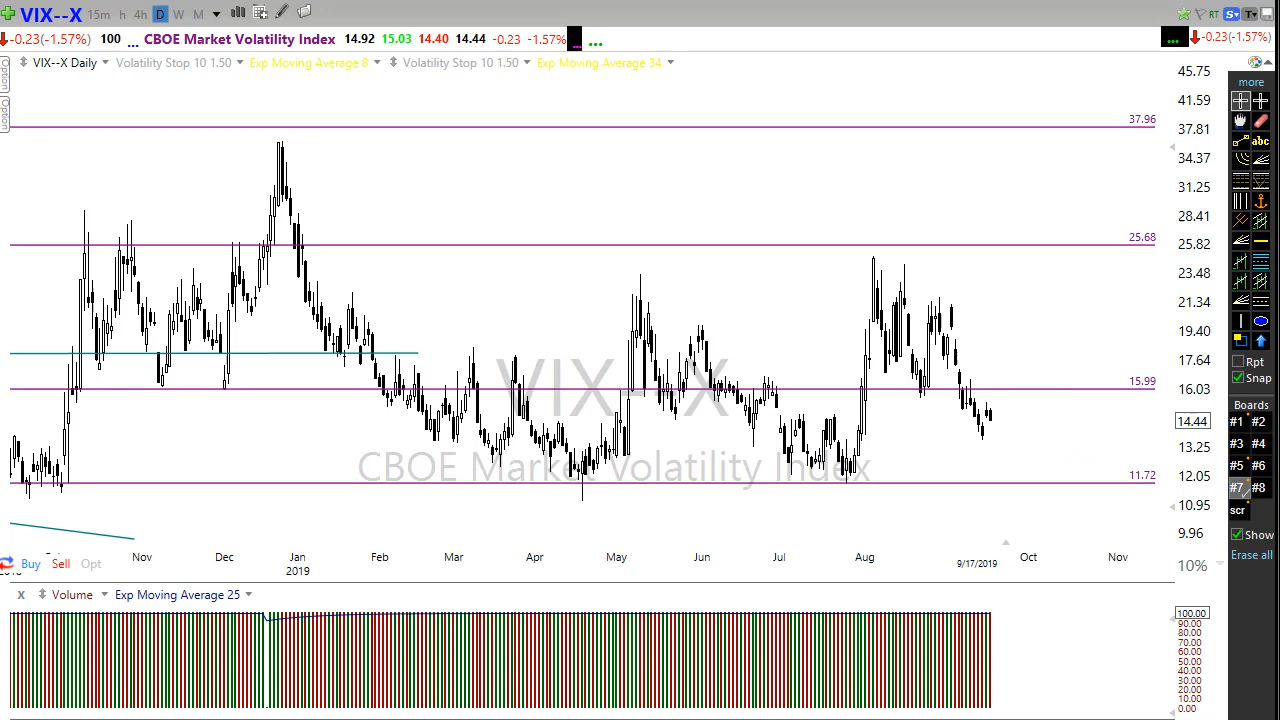 VIX--X 15m h 4h D W M RT S T
-0.23(-1.57%) 100 ... CBOE Market Volatility Index 14.92 15.03 14.40 14.44 -0.23 -1.57% ... ... ... -0.23(-1.57%)
VIX--X Daily Volatility Stop 10 1.50 Exp Moving Average 8 Volatility Stop 10 1.50 Exp Moving Average 34
Option
Option
45.75
41.59
37.96
37.81
34.37
31.25
28.41
25.68
25.82
23.48
21.34
19.40
17.64
15.99
16.03
14.44
13.25
11.72
12.05
10.95
9.96
VIX--X
CBOE Market Volatility Index
Nov Dec Jan Feb Mar Apr May Jun Jul Aug Oct Nov
2019 9/17/2019
Buy Sell Opt 10%
X Volume Exp Moving Average 25
100.00
90.00
80.00
70.00
60.00
50.00
40.00
30.00
20.00
10.00
0.00
more
abc
Rpt
Snap
Boards
#1 #2
#3 #4
#5 #6
#7 #8
scr
Show
Erase all